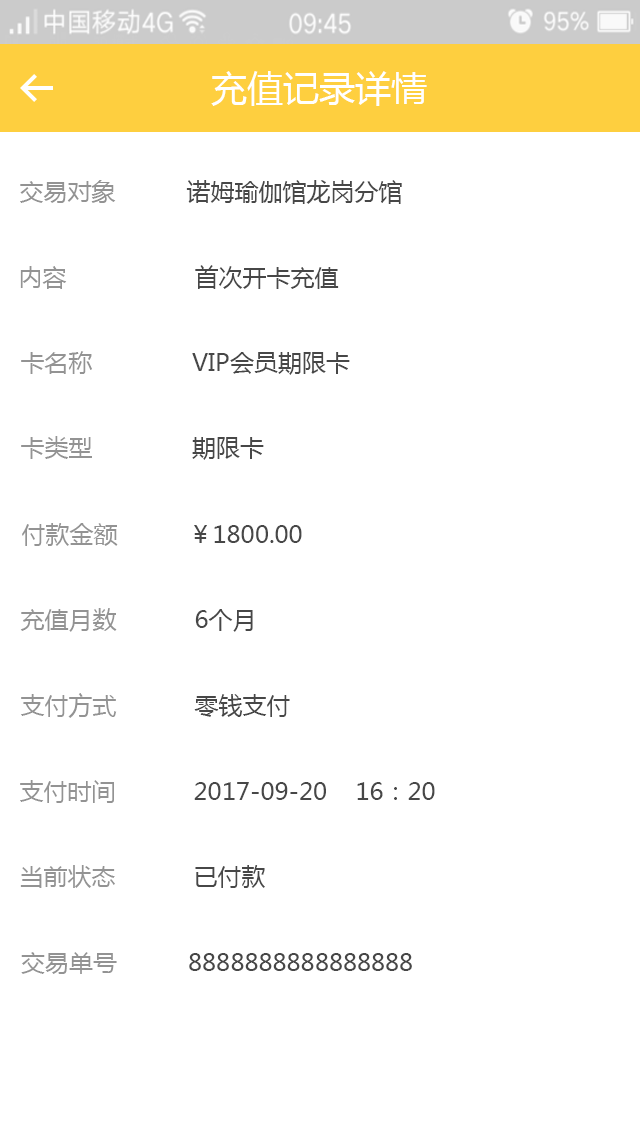 中国移动4G 09:45 95%
充值记录详情
交易对象 诺姆瑜伽馆龙岗分馆
内容 首次开卡充值
卡名称 VIP会员期限卡
卡类型 期限卡
付款金额 ¥1800.00
充值月数 6个月
支付方式 零钱支付
支付时间 2017-09-20 16：20
当前状态 已付款
交易单号 8888888888888888